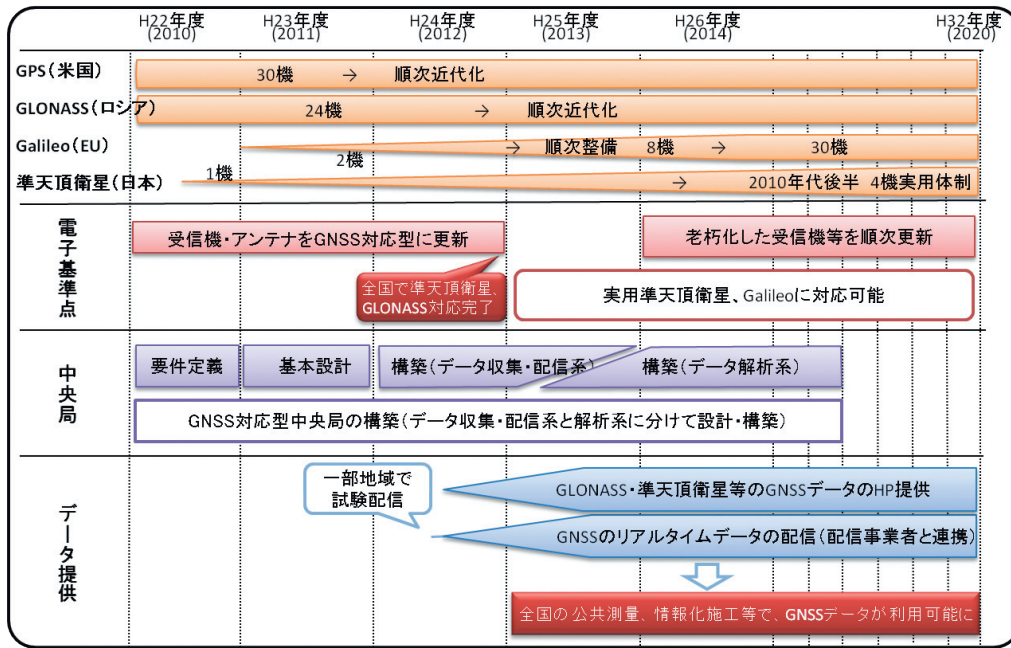 H22年度 H23年度 H24年度 H25年度 H26年度 H32年度
(2010) (2011) (2012) (2013) (2014) (2020)
GPS(米国) 30機 → 順次近代化
GLONASS(ロシア) 24機 → 順次近代化
Galileo(EU) 2機 → 順次整備 8機 → 30機
準天頂衛星(日本) 1機 → 2010年代後半 4機実用体制
電子基準点
受信機・アンテナをGNSS対応型に更新
老朽化した受信機等を順次更新
全国で準天頂衛星、
GLONASS対応完了
実用準天頂衛星、Galileoに対応可能
中央局
要件定義 基本設計 構築(データ収集・配信系) 構築(データ解析系)
GNSS対応型中央局の構築(データ収集・配信系と解析系に分けて設計・構築)
データ提供
一部地域で
試験配信
GLONASS・準天頂衛星等のGNSSデータのHP提供
GNSSのリアルタイムデータの配信(配信事業者と連携)
全国の公共測量、情報化施工等で、GNSSデータが利用可能に